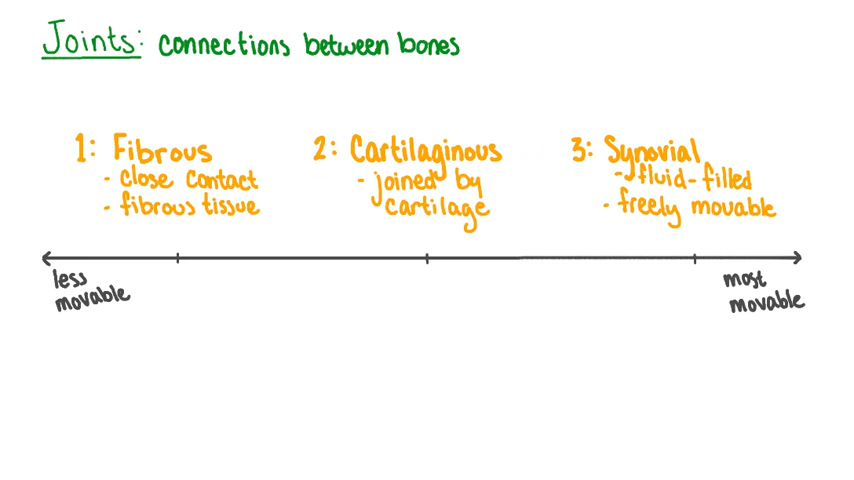 Joints: connections between bones
1: Fibrous
- close contact
- fibrous tissue
2: Cartilaginous
- joined by
cartilage
3: Synovial
- fluid-filled
- freely movable
less
movable
most
movable